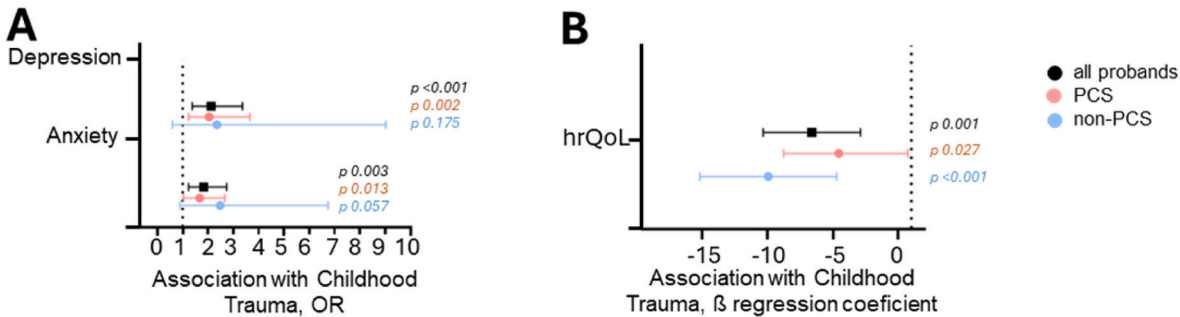 A
Depression
p <0.001
p 0.002
p 0.175
Anxiety
p 0.003
p 0.013
p 0.057
0 1 2 3 4 5 6 7 8 9 10
Association with Childhood
Trauma, OR
B
hrQoL
p 0.001
p 0.027
p <0.001
-15 -10 -5 0
Association with Childhood
Trauma, ß regression coeficient
all probands
PCS
non-PCS